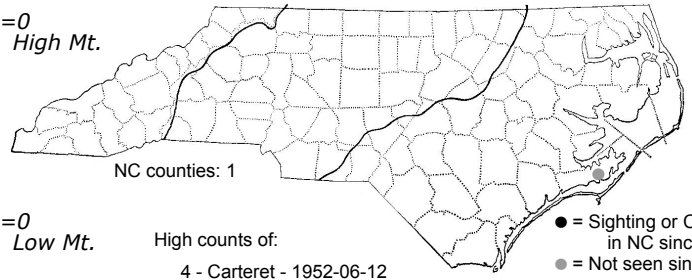 =0
High Mt.
NC counties: 1
=0
Low Mt.
High counts of:
4 - Carteret - 1952-06-12
● = Sighting or
in NC sinc
● = Not seen sin